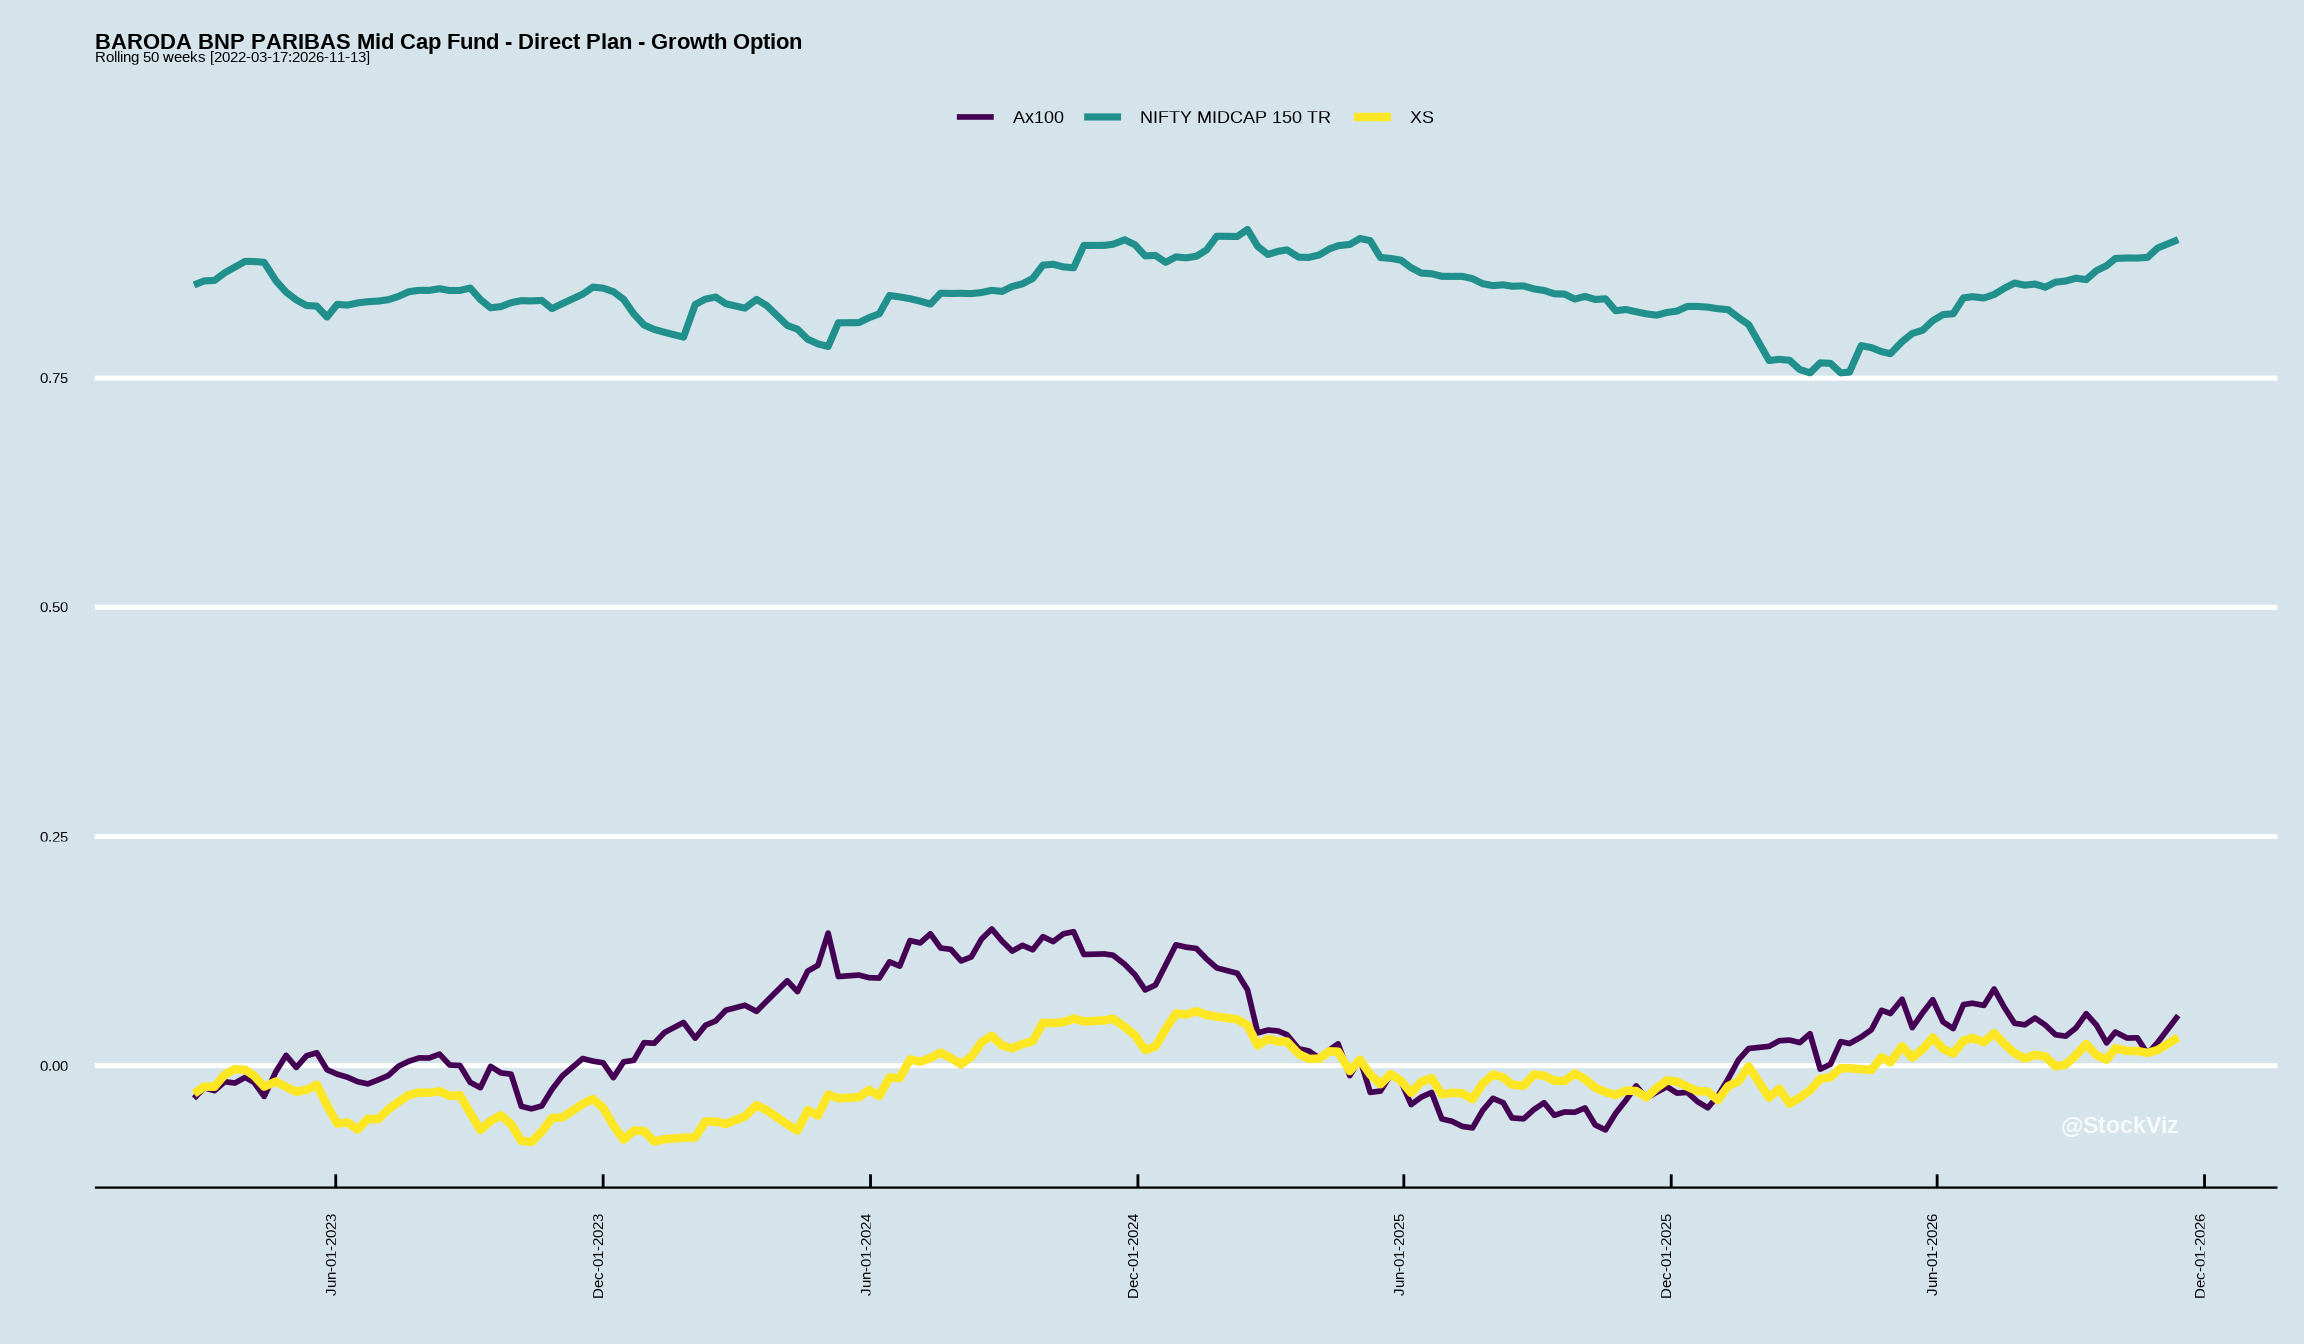 BARODA BNP PARIBAS Mid Cap Fund - Direct Plan - Growth Option
Rolling 50 weeks [2022-03-17:2026-11-13]
Ax100 NIFTY MIDCAP 150 TR XS
0.75
0.50
0.25
0.00
@StockViz
Jun-01-2023 Dec-01-2023 Jun-01-2024 Dec-01-2024 Jun-01-2025 Dec-01-2025 Jun-01-2026 Dec-01-2026